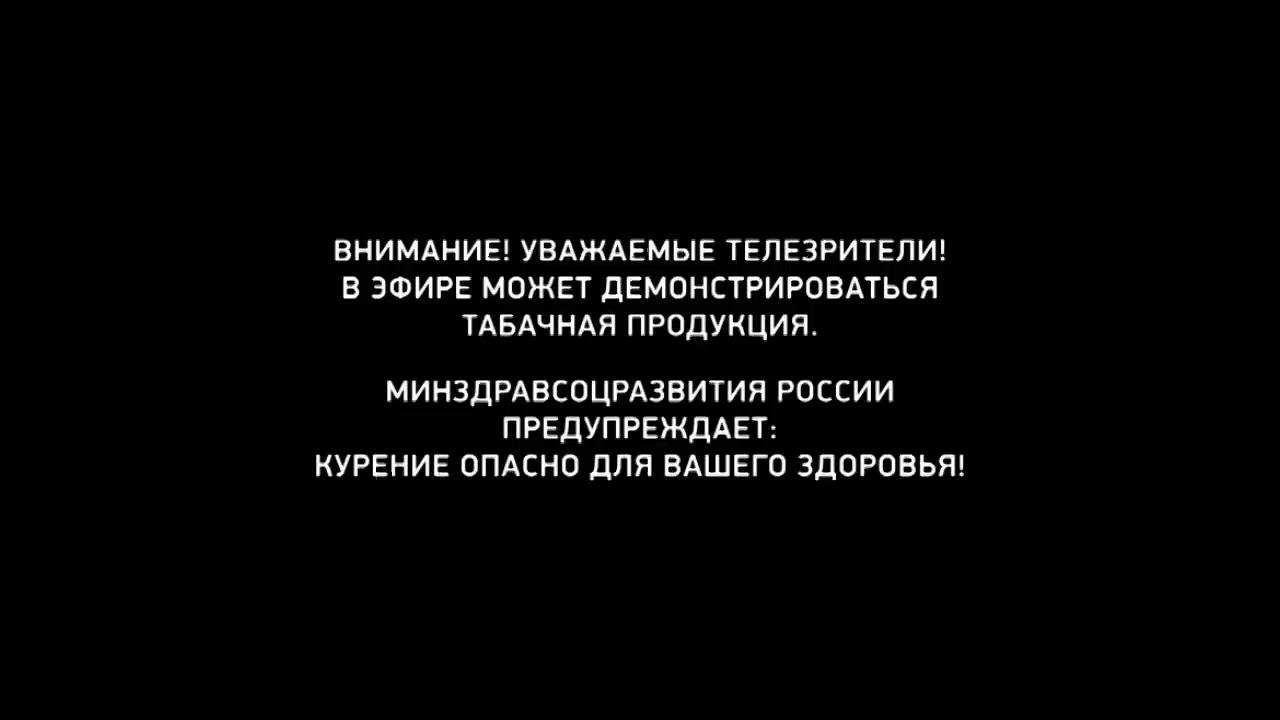 ВНИМАНИЕ! УВАЖАЕМЫЕ ТЕЛЕЗРИТЕЛИ!
В ЭФИРЕ МОЖЕТ ДЕМОНСТРИРОВАТЬСЯ
ТАБАЧНАЯ ПРОДУКЦИЯ.
МИНЗДРАВСОЦРАЗВИТИЯ РОССИИ
ПРЕДУПРЕЖДАЕТ:
КУРЕНИЕ ОПАСНО ДЛЯ ВАШЕГО ЗДОРОВЬЯ!